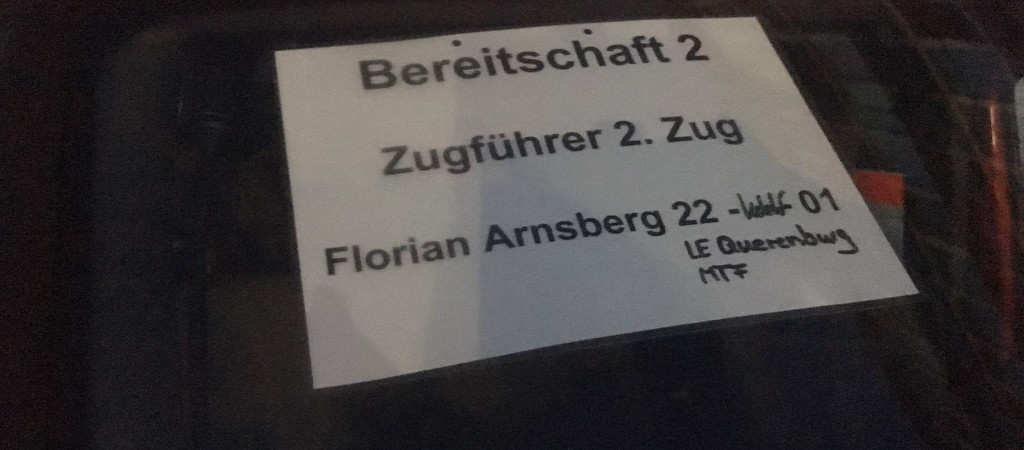 Bereitschaft 2
Zugführer 2. Zug
Florian Arnsberg 22 - 01
LE Querenburg
MTF